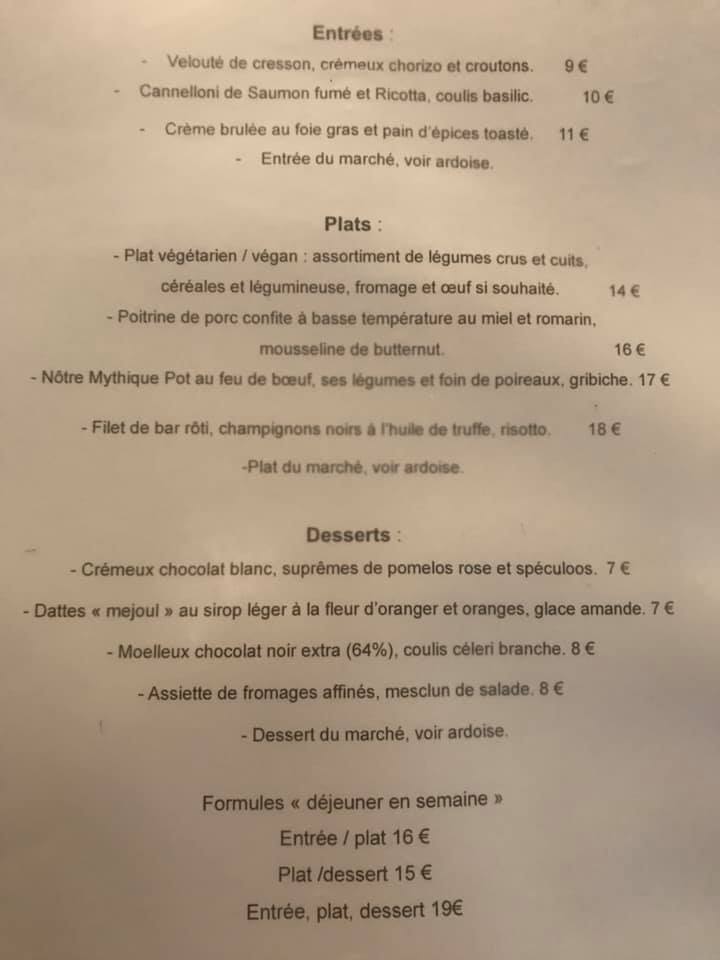 Entrées :
- Velouté de cresson, crémeux chorizo et croutons. 9 €
- Cannelloni de Saumon fumé et Ricotta, coulis basilic. 10 €
- Crème brulée au foie gras et pain d'épices toasté. 11 €
- Entrée du marché, voir ardoise.
Plats :
- Plat végétarien / végan : assortiment de légumes crus et cuits,
céréales et légumineuse, fromage et œuf si souhaité. 14 €
- Poitrine de porc confite à basse température au miel et romarin,
mousseline de butternut. 16 €
- Nôtre Mythique Pot au feu de bœuf, ses légumes et foin de poireaux, gribiche. 17 €
- Filet de bar rôti, champignons noirs á l'huile de truffe, risotto. 18 €
-Plat du marché, voir ardoise.
Desserts :
- Crémeux chocolat blanc, suprêmes de pomelos rose et spéculoos. 7 €
- Dattes « mejoul » au sirop léger à la fleur d'oranger et oranges, glace amande. 7 €
- Moelleux chocolat noir extra (64%), coulis céleri branche. 8 €
- Assiette de fromages affinés, mesclun de salade. 8 €
- Dessert du marché, voir ardoise.
Formules « déjeuner en semaine »
Entrée / plat 16 €
Plat /dessert 15 €
Entrée, plat, dessert 19€